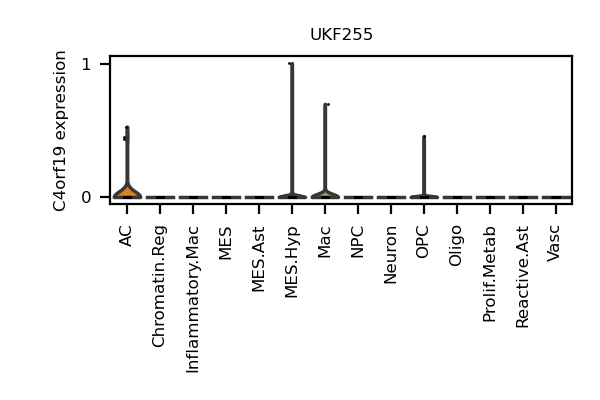 UKF255
C4orf19 expression
1
0
AC
Chromatin.Reg
Inflammatory.Mac
MES
MES.Ast
MES.Hyp
Mac
NPC
Neuron
OPC
Oligo
Prolif.Metab
Reactive.Ast
Vasc